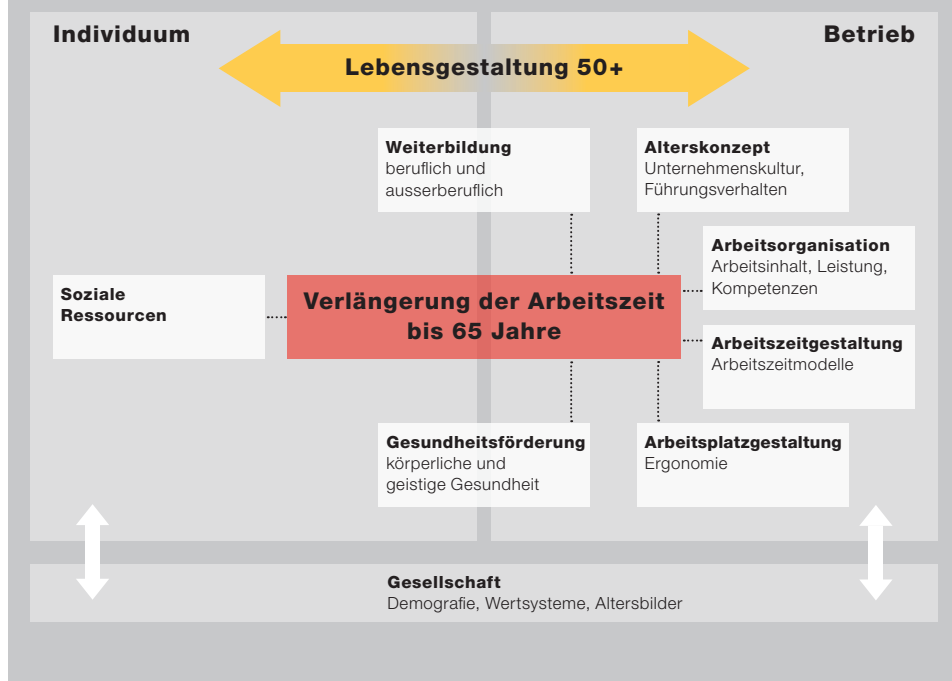 Individuum
Betrieb
Lebensgestaltung 50+
Weiterbildung
beruflich und
ausserberuflich
Alterskonzept
Unternehmenskultur,
Führungsverhalten
Arbeitsorganisation
Arbeitsinhalt, Leistung,
Kompetenzen
Soziale
Ressourcen
Verlängerung der Arbeitszeit
bis 65 Jahre
Arbeitszeitgestaltung
Arbeitszeitmodelle
Gesundheitsförderung
körperliche und
geistige Gesundheit
Arbeitsplatzgestaltung
Ergonomie
Gesellschaft
Demografie, Wertsysteme, Altersbilder